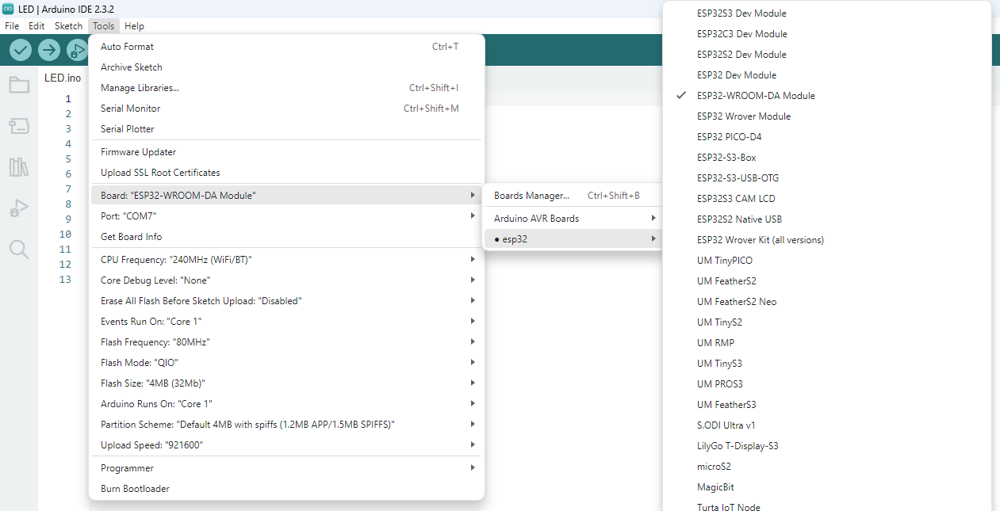 LED | Arduino IDE 2.3.2
File Edit Sketch Tools Help
LED.ino
1
2
3
4
5
6
7
8
9
10
11
12
13
Auto Format Ctrl+T
Archive Sketch
Manage Libraries... Ctrl+Shift+I
Serial Monitor Ctrl+Shift+M
Serial Plotter
Firmware Updater
Upload SSL Root Certificates
Board: "ESP32-WROOM-DA Module"
Port: "COM7"
Get Board Info
CPU Frequency: "240MHz (WiFi/BT)"
Core Debug Level: "None"
Erase All Flash Before Sketch Upload: "Disabled"
Events Run On: "Core 1"
Flash Frequency: "80MHz"
Flash Mode: "QIO"
Flash Size: "4MB (32Mb)"
Arduino Runs On: "Core 1"
Partition Scheme: "Default 4MB with spiffs (1.2MB APP/1.5MB SPIFFS)"
Upload Speed: "921600"
Programmer
Burn Bootloader
Boards Manager... Ctrl+Shift+B
Arduino AVR Boards
● esp32
ESP32S3 Dev Module
ESP32C3 Dev Module
ESP32S2 Dev Module
ESP32 Dev Module
✓ ESP32-WROOM-DA Module
ESP32 Wrover Module
ESP32 PICO-D4
ESP32-S3-Box
ESP32-S3-USB-OTG
ESP32S3 CAM LCD
ESP32S2 Native USB
ESP32 Wrover Kit (all versions)
UM TinyPICO
UM FeatherS2
UM FeatherS2 Neo
UM TinyS2
UM RMP
UM TinyS3
UM PROS3
UM FeatherS3
S.ODI Ultra v1
LilyGo T-Display-S3
microS2
MagicBit
Turta IoT Node